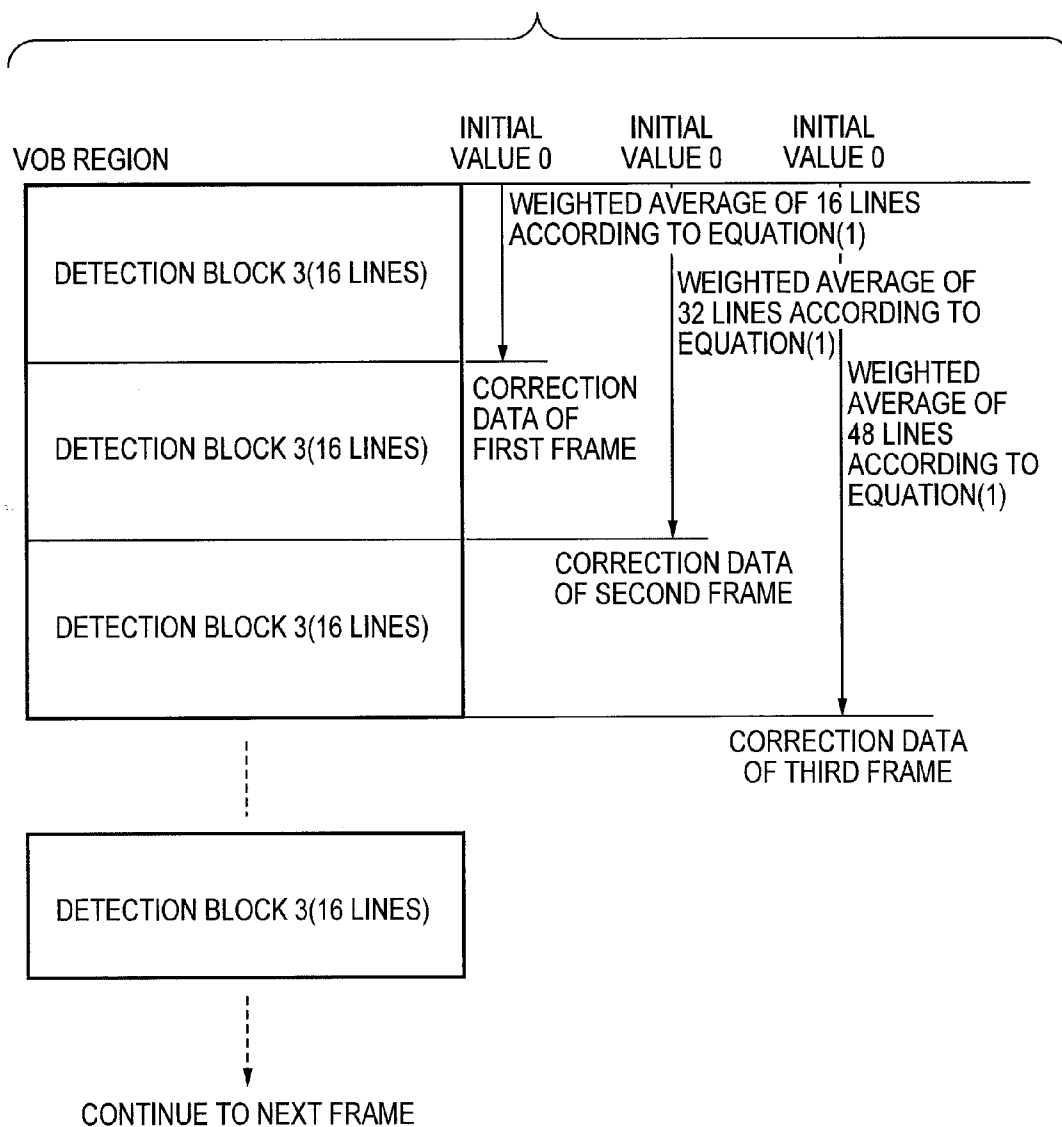 INITIAL
VALUE 0
INITIAL
VALUE 0
INITIAL
VALUE 0
VOB REGION
WEIGHTED AVERAGE OF 16 LINES
ACCORDING TO EQUATION(1)
DETECTION BLOCK 3(16 LINES)
WEIGHTED AVERAGE OF
32 LINES ACCORDING TO
EQUATION(1)
WEIGHTED
AVERAGE OF
48 LINES
ACCORDING TO
EQUATION(1)
CORRECTION
DATA OF
FIRST FRAME
DETECTION BLOCK 3(16 LINES)
CORRECTION DATA
OF SECOND FRAME
DETECTION BLOCK 3(16 LINES)
CORRECTION DATA
OF THIRD FRAME
DETECTION BLOCK 3(16 LINES)
CONTINUE TO NEXT FRAME